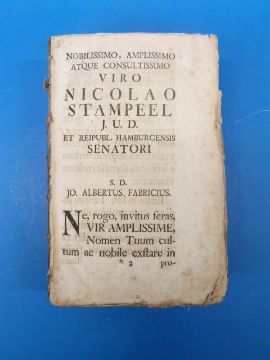 NOBILISSIMO, AMPLISSIMO
ATQUE CONSULTISSIMO
VIRO
NICOLAO
STAMPEEL
J. U. D.
ET REIPUBL. HAMBURGENSIS
SENATORI
S. D.
JO. ALBERTUS FABRICIUS.
Ne, rogo, invitus feras,
VIR AMPLISSIME,
Nomen Tuum cul-
tum ac nobile exstare in
* 2 pro-